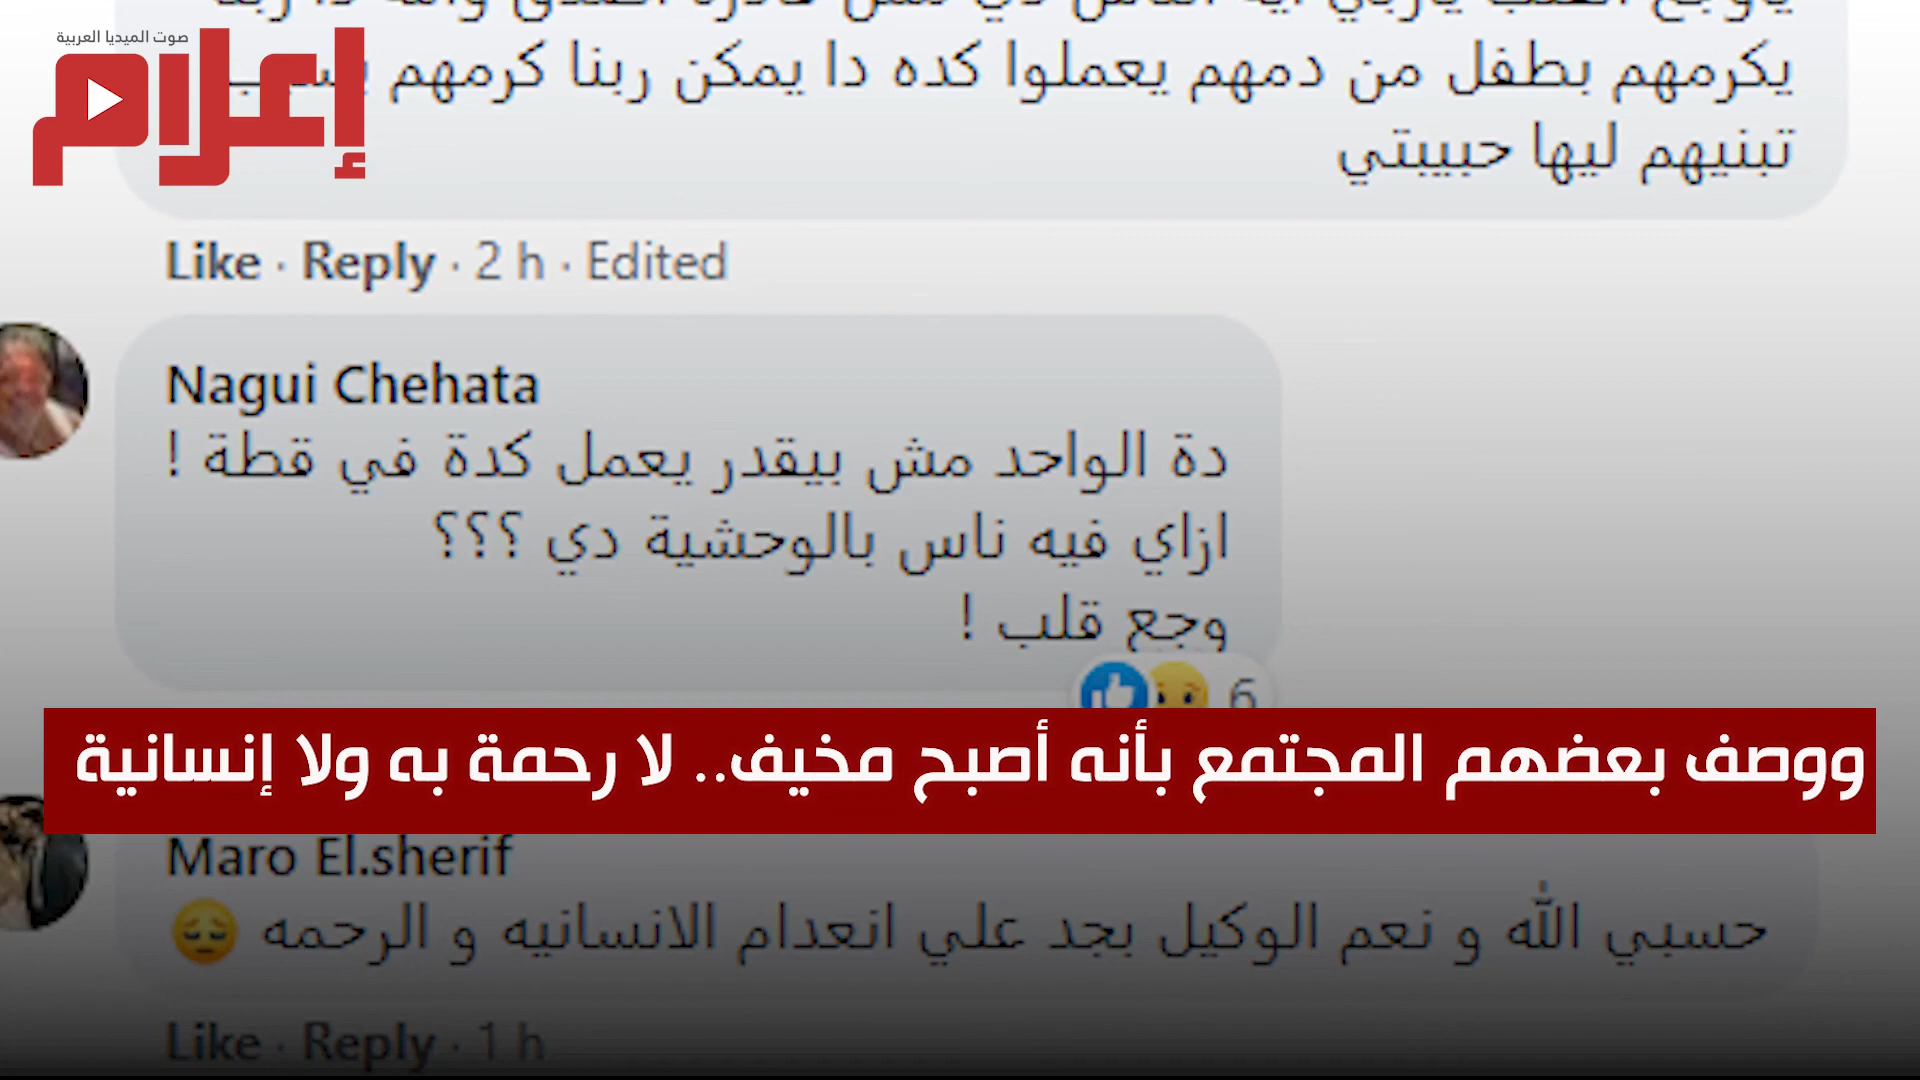 صوت الميديا العربية
إعلام
يكرمهم بطفل من دمهم يعملوا كده دا يمكن ربنا كرمهم
تبنيهم ليها حبيبتي
Like · Reply · 2 h · Edited
Nagui Chehata
دة الواحد مش بيقدر يعمل كدة في قطة !
ازاي فيه ناس بالوحشية دي ؟؟؟
وجع قلب !
6
ووصف بعضهم المجتمع بأنه أصبح مخيف.. لا رحمة به ولا إنسانية
Maro El.sherif
حسبي الله و نعم الوكيل بجد علي انعدام الانسانيه و الرحمه 😔
Like · Reply · 1 h